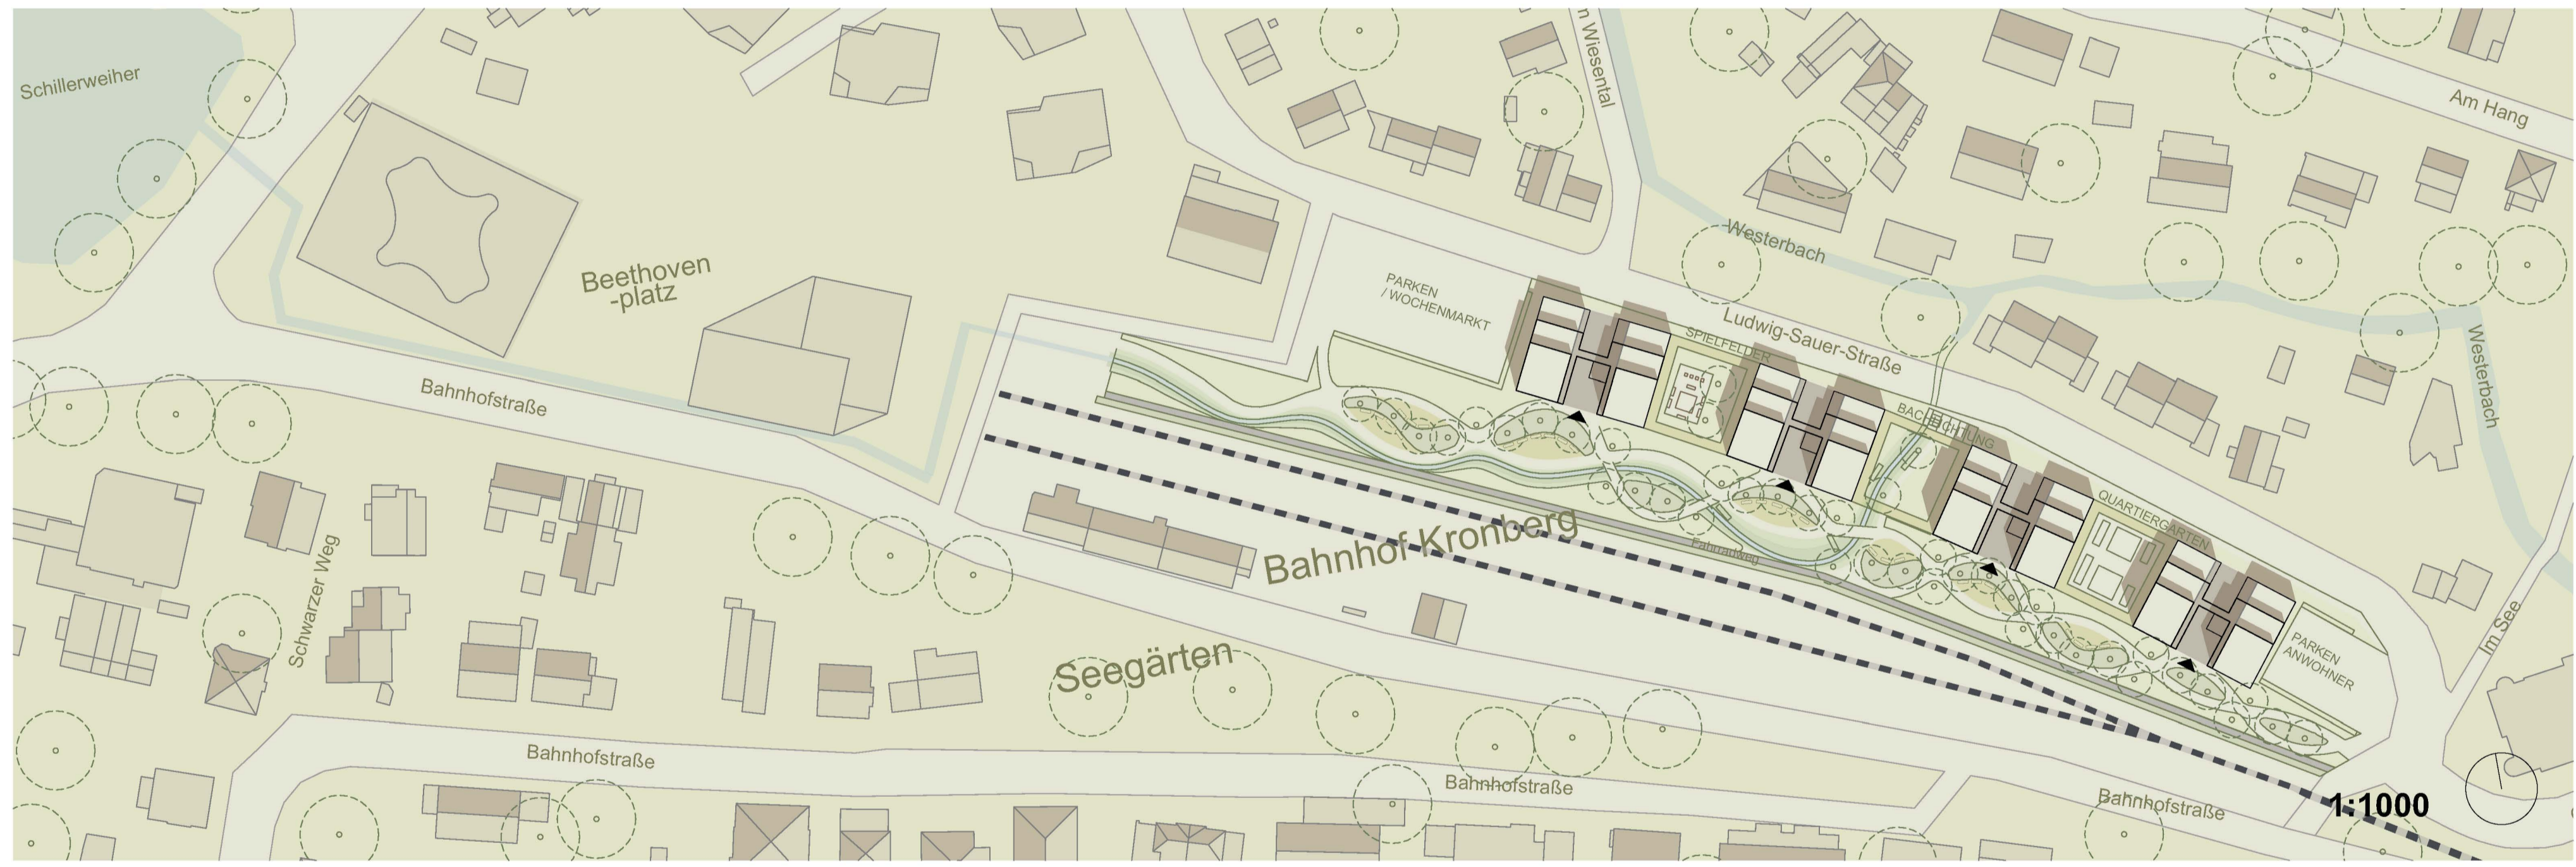 Schillerweiher
n Wiesental
Am Hang
Westerbach
Beethoven
-platz
PARKEN
/ WOCHENMARKT
Ludwig-Sauer-Straße
SPIELFELDER
Westerbach
Bahnhofstraße
BACHLICHTUNG
QUARTIERGARTEN
Bahnhof Kronberg
Fahrradweg
Schwarzer Weg
Seegärten
PARKEN
ANWOHNER
Im See
Bahnhofstraße
Bahnhofstraße
Bahnhofstraße
1:1000